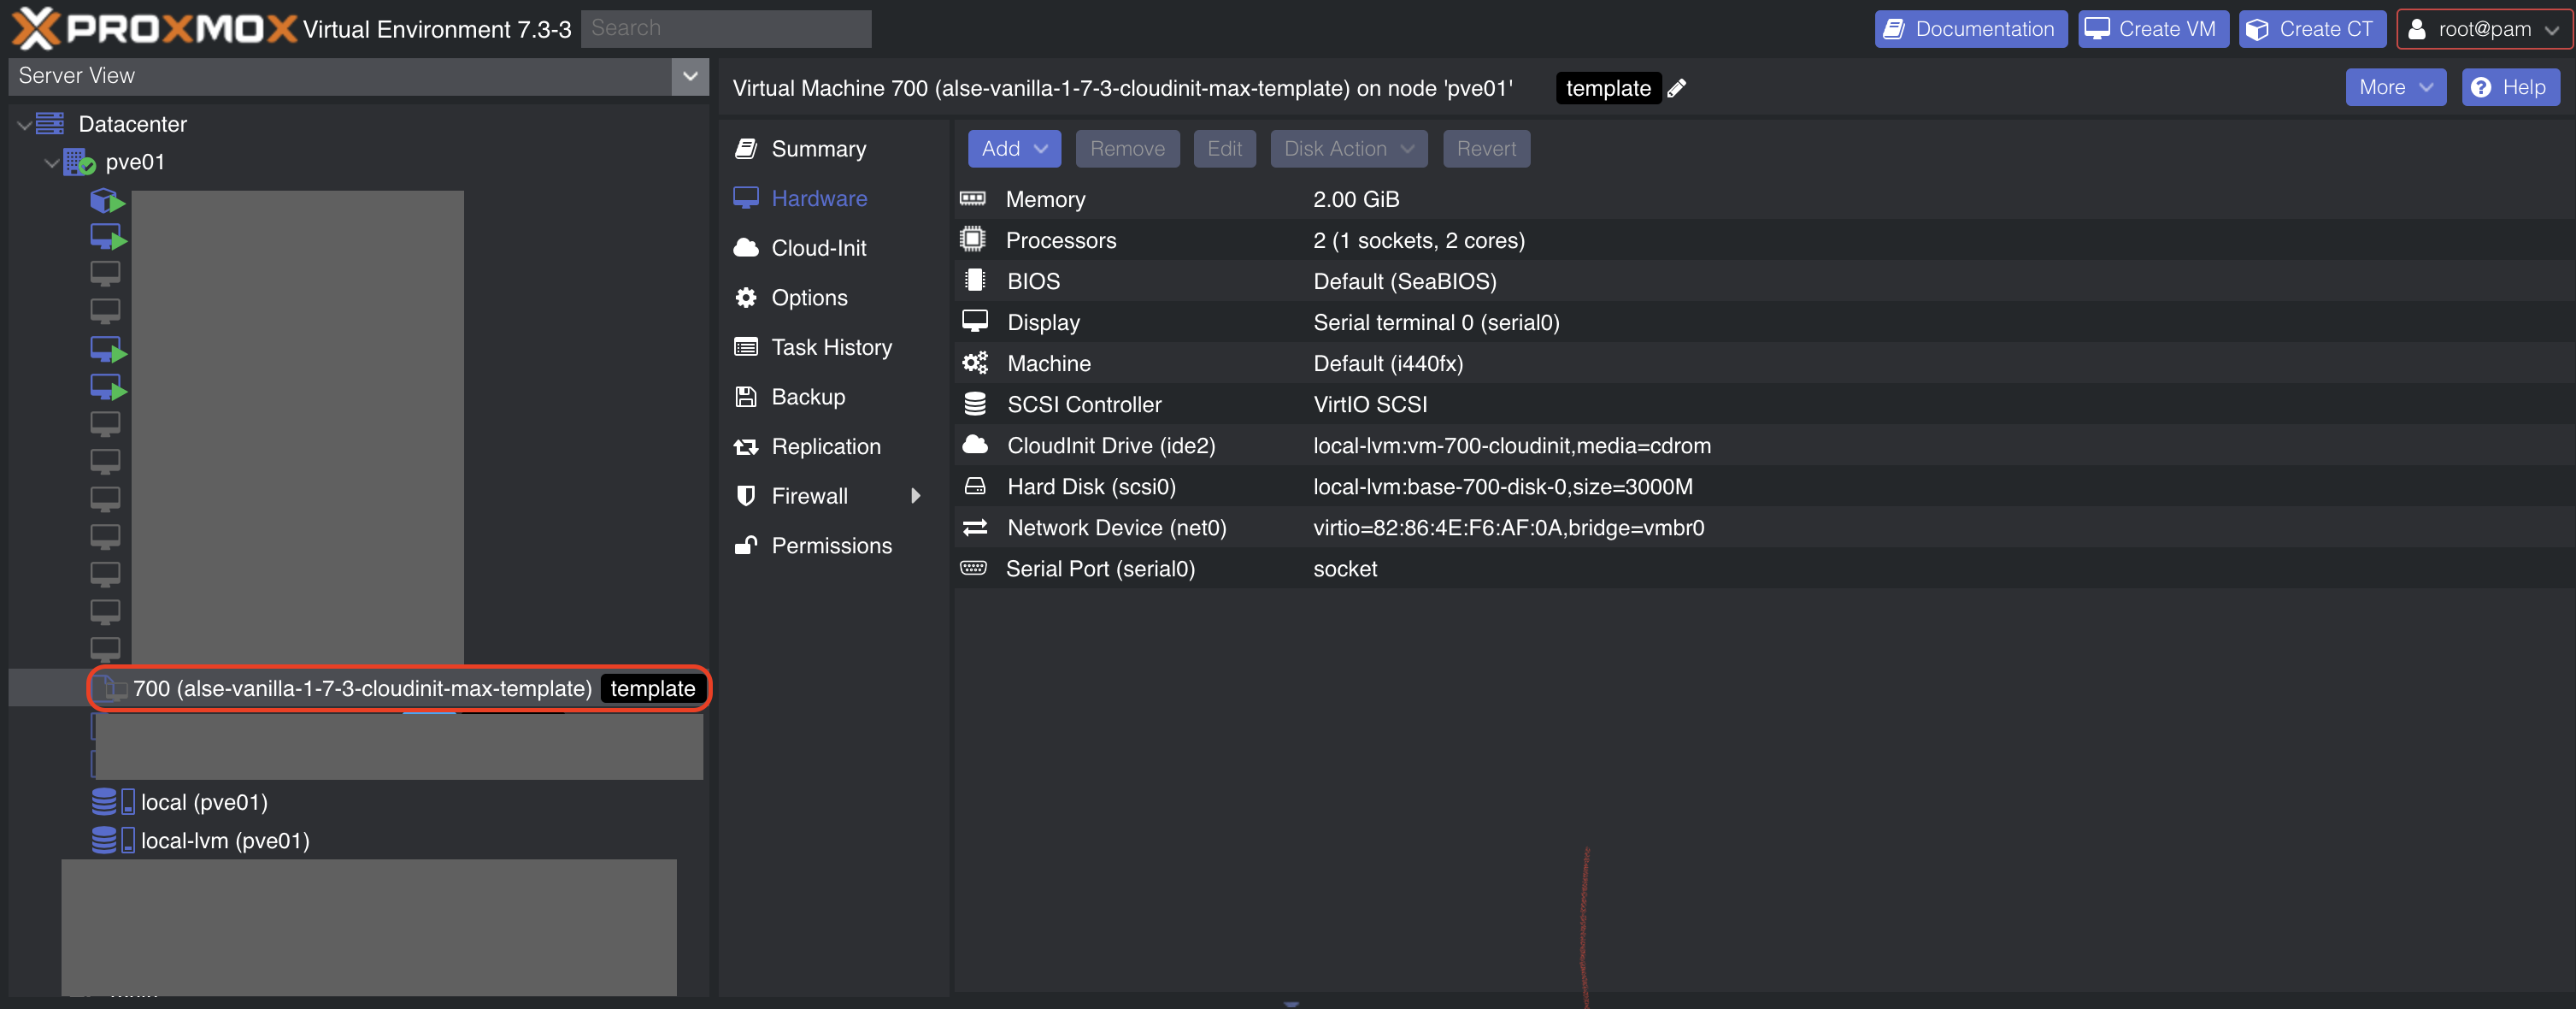 PROXMOX Virtual Environment 7.3-3 Search Documentation Create VM Create CT root@pam
Server View
Datacenter
pve01
700 (alse-vanilla-1-7-3-cloudinit-max-template) template
local (pve01)
local-lvm (pve01)
Virtual Machine 700 (alse-vanilla-1-7-3-cloudinit-max-template) on node 'pve01' template More Help
Summary
Hardware
Cloud-Init
Options
Task History
Backup
Replication
Firewall
Permissions
Add Remove Edit Disk Action Revert
Memory 2.00 GiB
Processors 2 (1 sockets, 2 cores)
BIOS Default (SeaBIOS)
Display Serial terminal 0 (serial0)
Machine Default (i440fx)
SCSI Controller VirtIO SCSI
CloudInit Drive (ide2) local-lvm:vm-700-cloudinit,media=cdrom
Hard Disk (scsi0) local-lvm:base-700-disk-0,size=3000M
Network Device (net0) virtio=82:86:4E:F6:AF:0A,bridge=vmbr0
Serial Port (serial0) socket